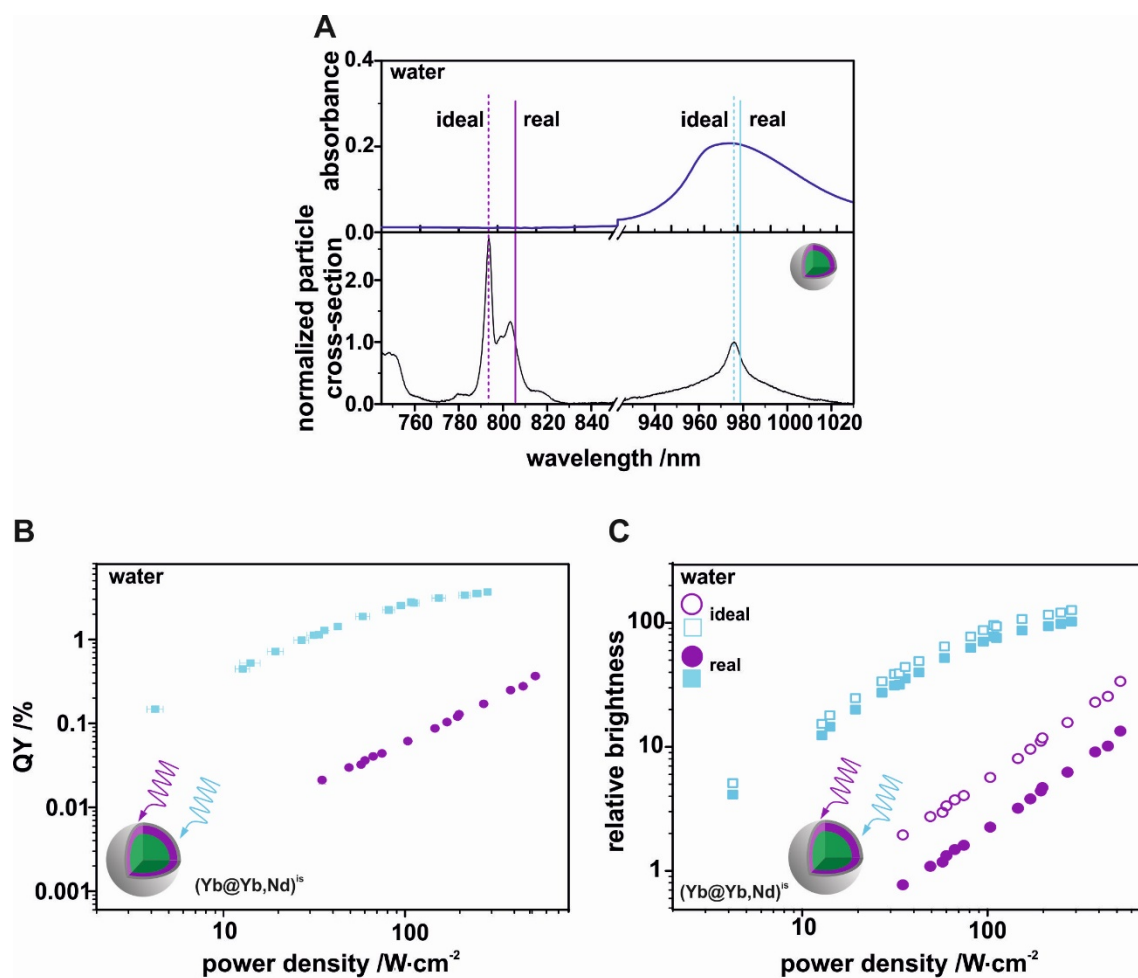 A
water
ideal
real
ideal
real
absorbance
0.4
0.2
0.0
normalized particle
cross-section
2.0
1.0
0.0
760 780 800 820 840 940 960 980 1000 1020
wavelength /nm
B
water
QY /%
1
0.1
0.01
0.001
(Yb@Yb,Nd)is
10 100
power density /W·cm-2
C
water
ideal
real
relative brightness
100
10
1
(Yb@Yb,Nd)is
10 100
power density /W·cm-2